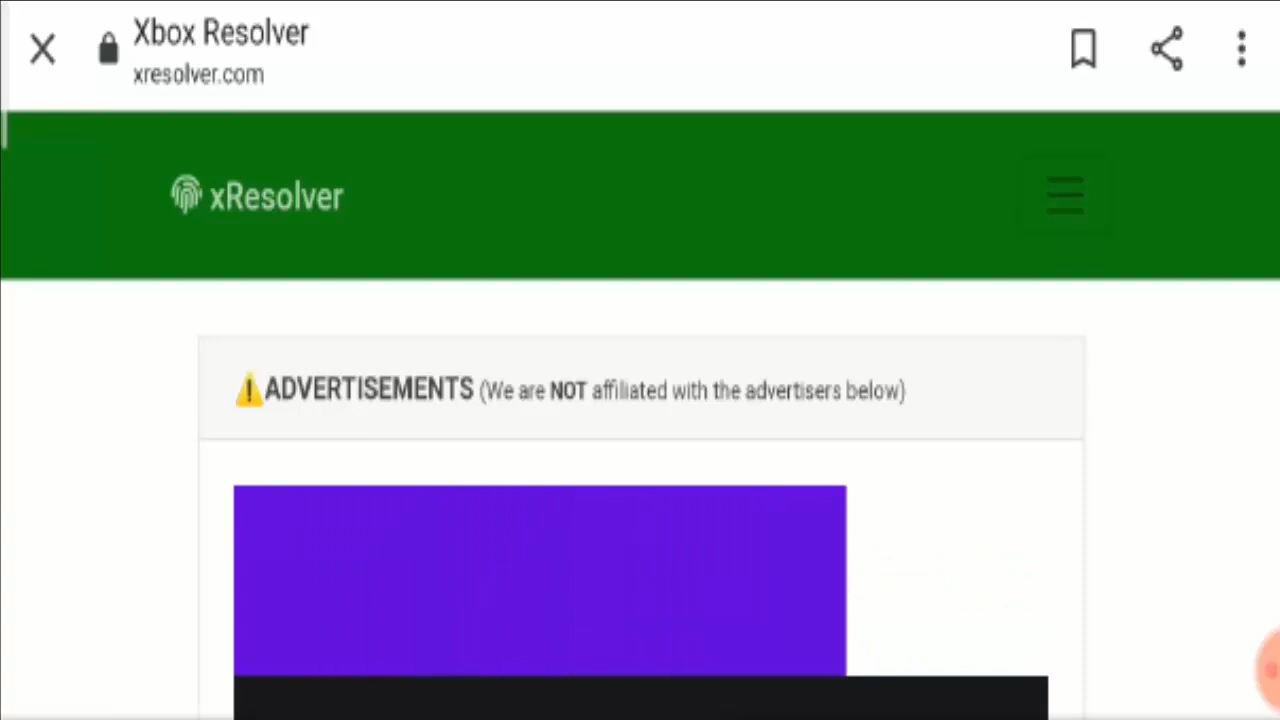 Xbox Resolver
xresolver.com
xResolver
⚠️ADVERTISEMENTS (We are NOT affiliated with the advertisers below)